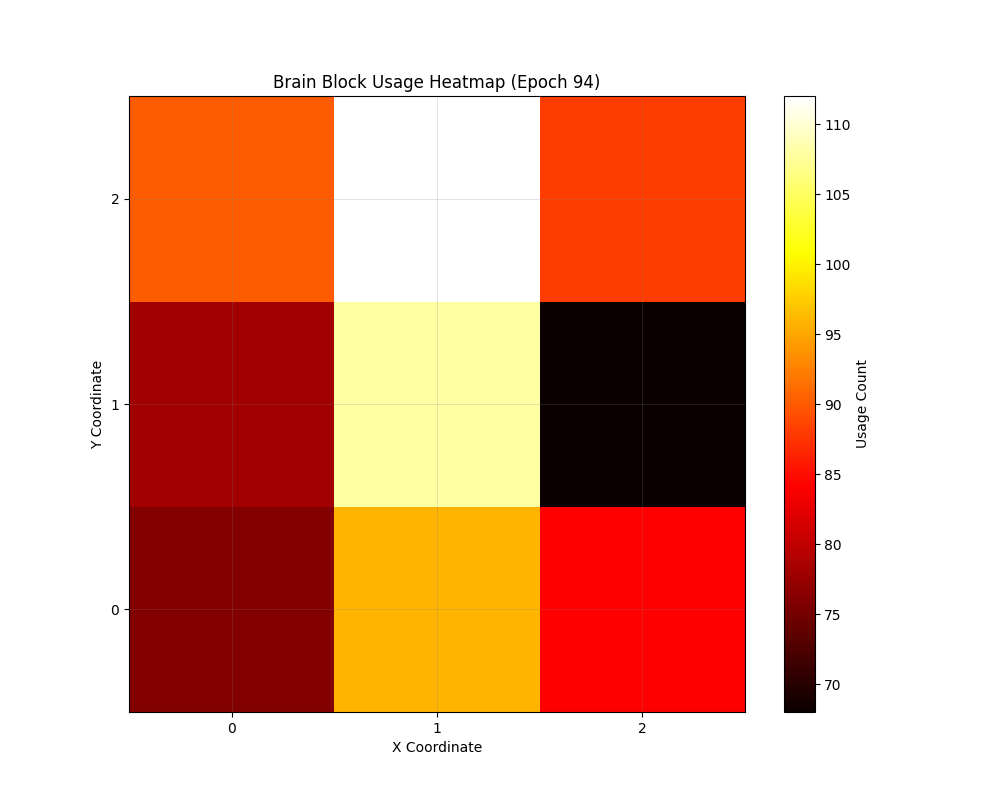 Brain Block Usage Heatmap (Epoch 94)
2
1
0
Y Coordinate
0 1 2
X Coordinate
110
105
100
95
90
85
80
75
70
Usage Count